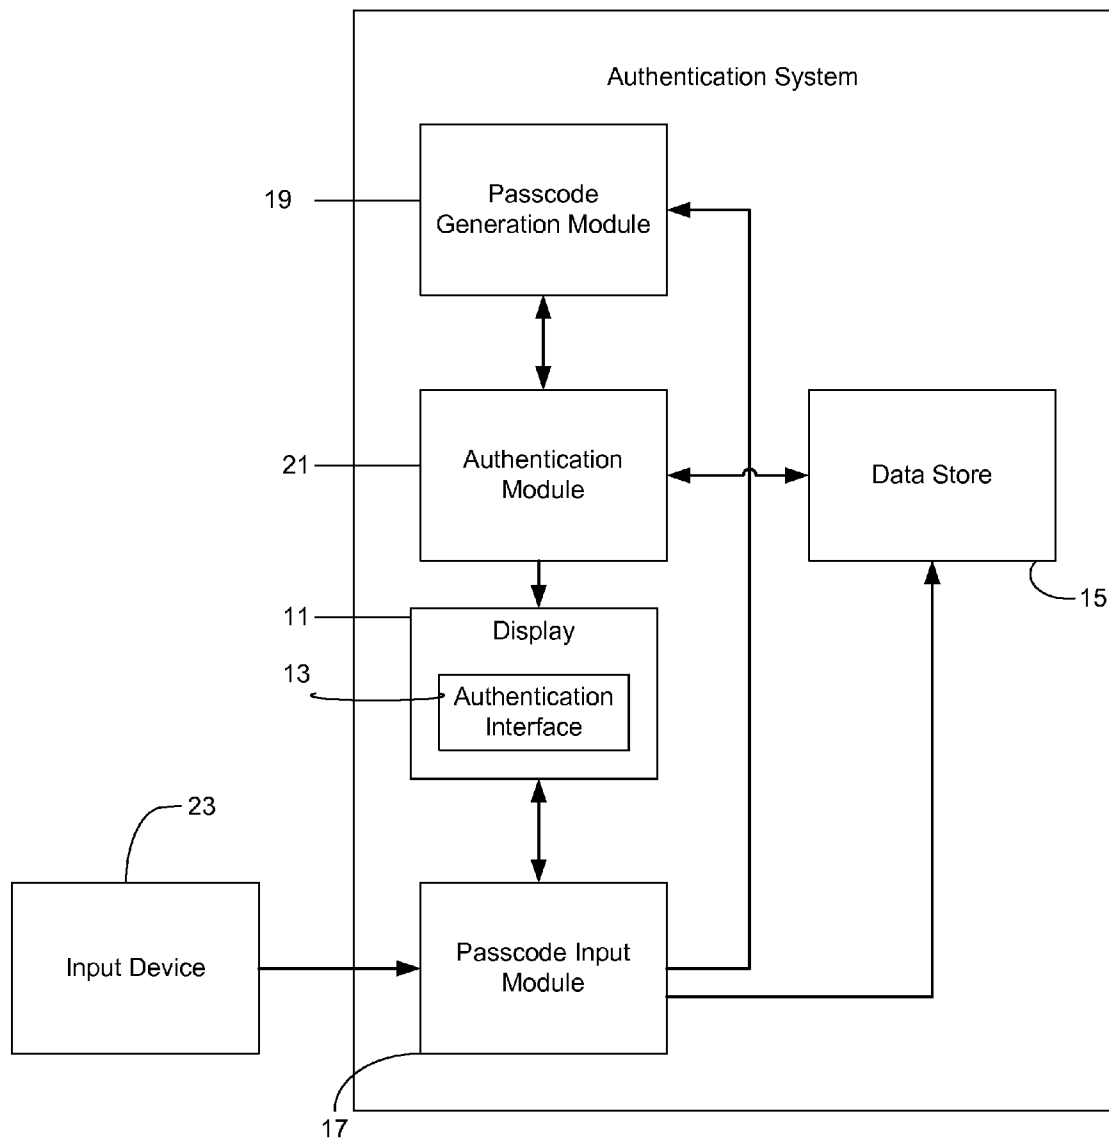 Authentication System
19
Passcode
Generation Module
21
Authentication
Module
Data Store
15
11
Display
13
Authentication
Interface
23
Input Device
Passcode Input
Module
17